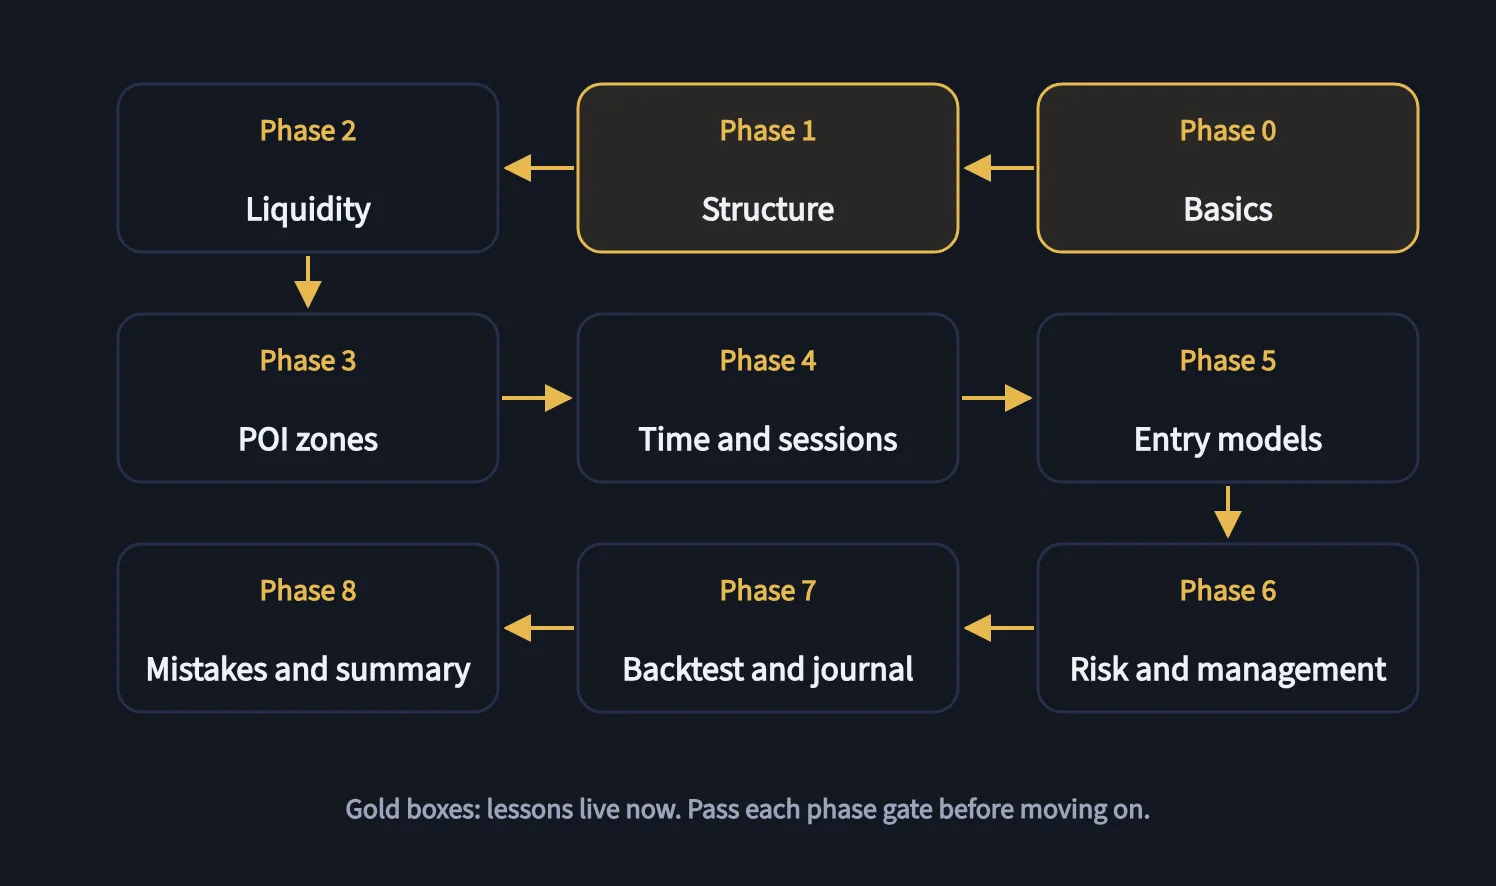 Phase 2
Liquidity
Phase 1
Structure
Phase 0
Basics
Phase 3
POI zones
Phase 4
Time and sessions
Phase 5
Entry models
Phase 8
Mistakes and summary
Phase 7
Backtest and journal
Phase 6
Risk and management
Gold boxes: lessons live now. Pass each phase gate before moving on.